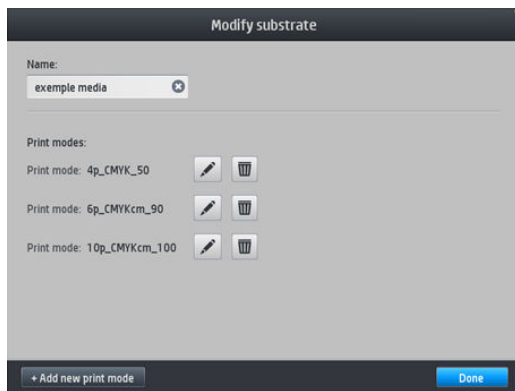 Modify substrate
Name:
exemple media
Print modes:
Print mode: 4p_CMYK_50
Print mode: 6p_CMYKcm_90
Print mode: 10p_CMYKcm_100
+ Add new print mode
Done